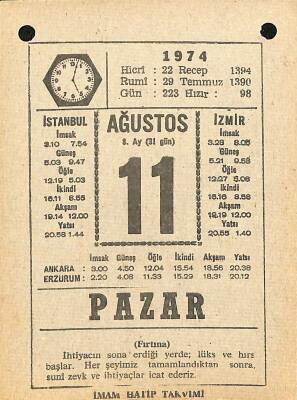 1974
Hicrî : 22 Recep 1394
Rumî : 29 Temmuz 1390
Gün : 223 Hızır : 98
İSTANBUL
İmsak
3.10 7.54
Güneş
5.03 9.47
Öğle
12.19 5.03
İkindi
16.11 8.55
Akşam
19.14 12.00
Yatsı
20.58 1.44
AĞUSTOS
8. Ay (31 gün)
11
İZMİR
İmsak
3.28 8.05
Güneş
5.21 9.58
Öğle
12.27 5.08
İkindi
16.16 8.58
Akşam
19.19 12.00
Yatsı
20.55 1.40
İmsak Güneş Öğle İkindi Akşam Yatsı
ANKARA : 3.00 4.50 12.04 15.54 18.56 20.38
ERZURUM : 2.20 4.08 11.33 15.29 18.31 20.12
PAZAR
(Fırtına)
İhtiyacın sona erdiği yerde; lüks ve hırs
başlar. Her şeyimiz tamamlandıktan sonra,
sunî zevk ve ihtiyaçlar icat ederiz.
İMAM HATİP TAKVİMİ